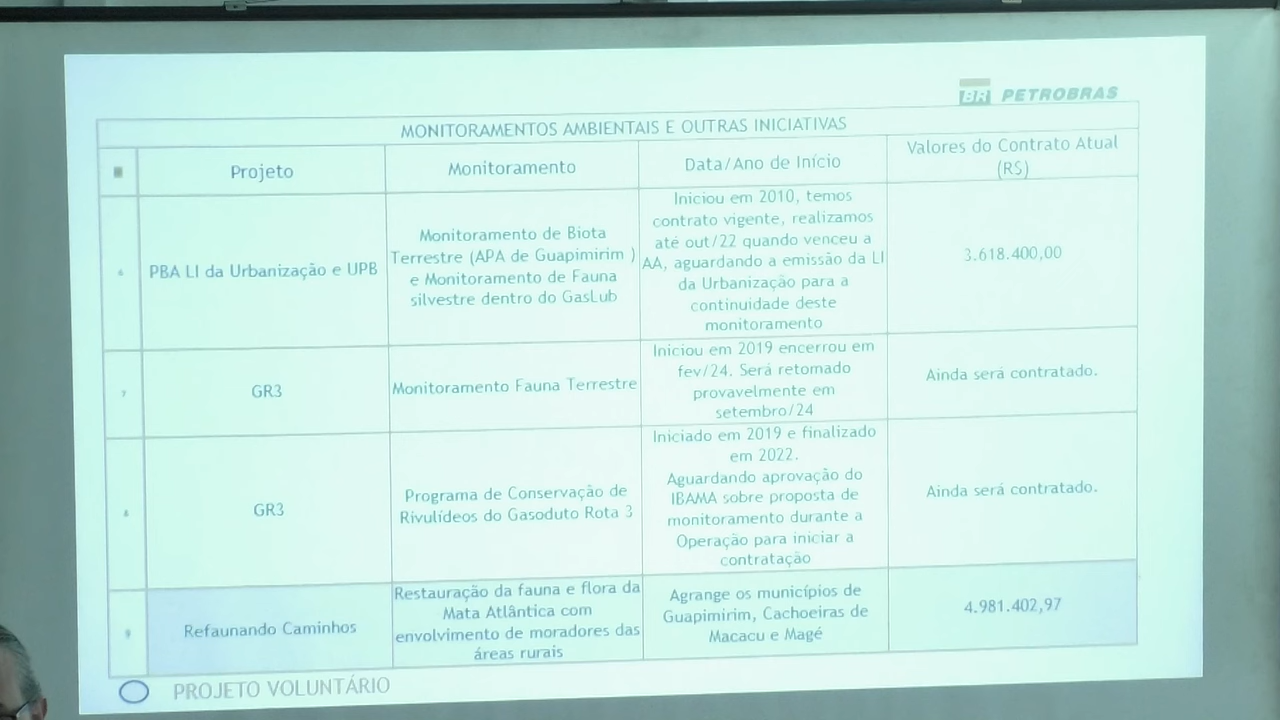 BR PETROBRAS
MONITORAMENTOS AMBIENTAIS E OUTRAS INICIATIVAS
Projeto
Monitoramento
Data/Ano de Início
Valores do Contrato Atual
(R$)
6
PBA LI da Urbanização e UPB
Monitoramento de Biota
Terrestre (APA de Guapimirim )
e Monitoramento de Fauna
silvestre dentro do GasLub
Iniciou em 2010, temos
contrato vigente, realizamos
até out/22 quando venceu a
AA, aguardando a emissão da LI
da Urbanização para a
continuidade deste
monitoramento
3.618.400,00
7
GR3
Monitoramento Fauna Terrestre
Iniciou em 2019 encerrou em
fev/24. Será retomado
provavelmente em
setembro/24
Ainda será contratado.
8
GR3
Programa de Conservação de
Rivulídeos do Gasoduto Rota 3
Iniciado em 2019 e finalizado
em 2022.
Aguardando aprovação do
IBAMA sobre proposta de
monitoramento durante a
Operação para iniciar a
contratação
Ainda será contratado.
9
Refaunando Caminhos
Restauração da fauna e flora da
Mata Atlântica com
envolvimento de moradores das
áreas rurais
Agrange os municípios de
Guapimirim, Cachoeiras de
Macacu e Magé
4.981.402,97
PROJETO VOLUNTÁRIO